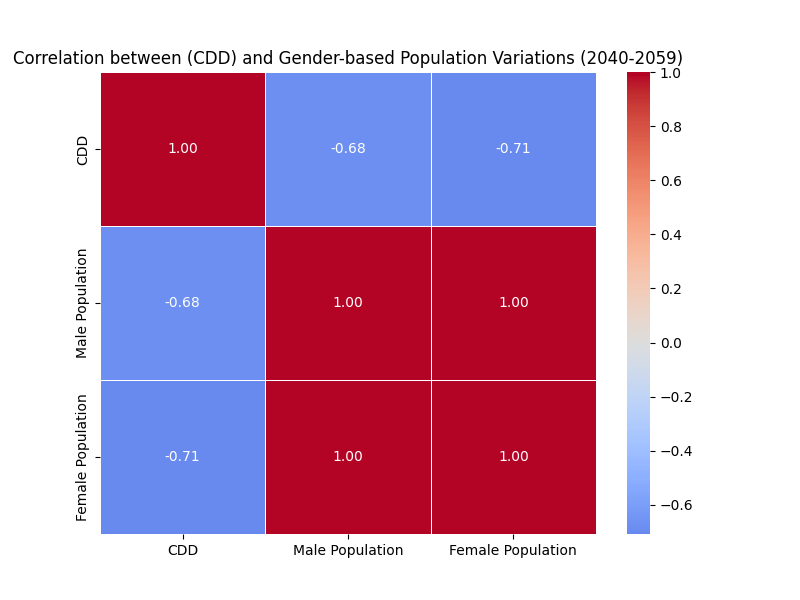 Correlation between (CDD) and Gender-based Population Variations (2040-2059)
CDD
Male Population
Female Population
1.00
-0.68
-0.71
-0.68
1.00
1.00
-0.71
1.00
1.00
CDD
Male Population
Female Population
1.0
0.8
0.6
0.4
0.2
0.0
−0.2
−0.4
−0.6